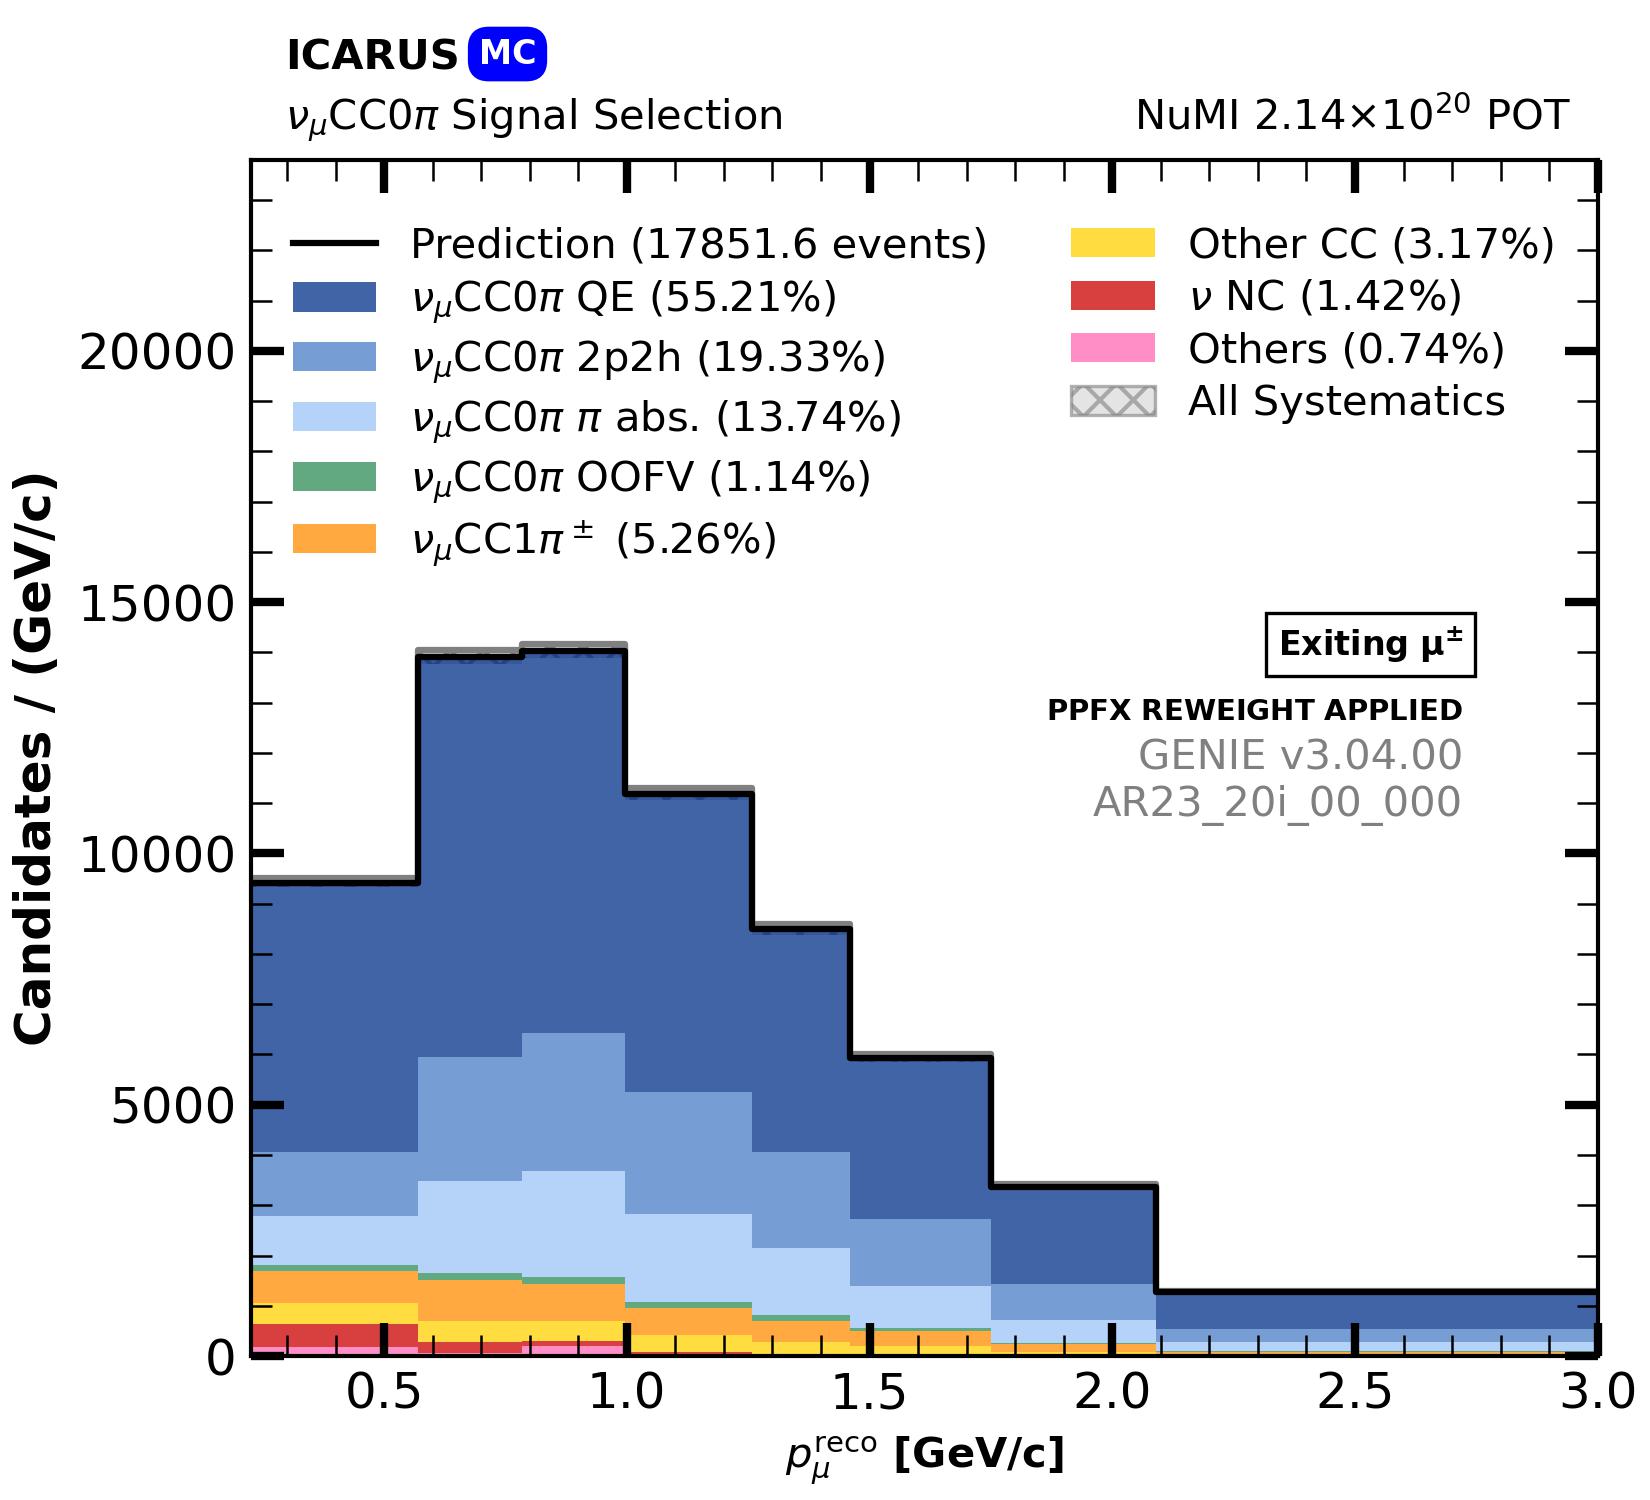 ICARUS MC
νμCC0π Signal Selection
NuMI 2.14×10²⁰ POT
Prediction (17851.6 events)
νμCC0π QE (55.21%)
νμCC0π 2p2h (19.33%)
νμCC0π π abs. (13.74%)
νμCC0π OOFV (1.14%)
νμCC1π± (5.26%)
Other CC (3.17%)
ν NC (1.42%)
Others (0.74%)
All Systematics
Exiting μ±
PPFX REWEIGHT APPLIED
GENIE v3.04.00
AR23_20i_00_000
Candidates / (GeV/c)
20000
15000
10000
5000
0
0.5 1.0 1.5 2.0 2.5 3.0
pμreco [GeV/c]